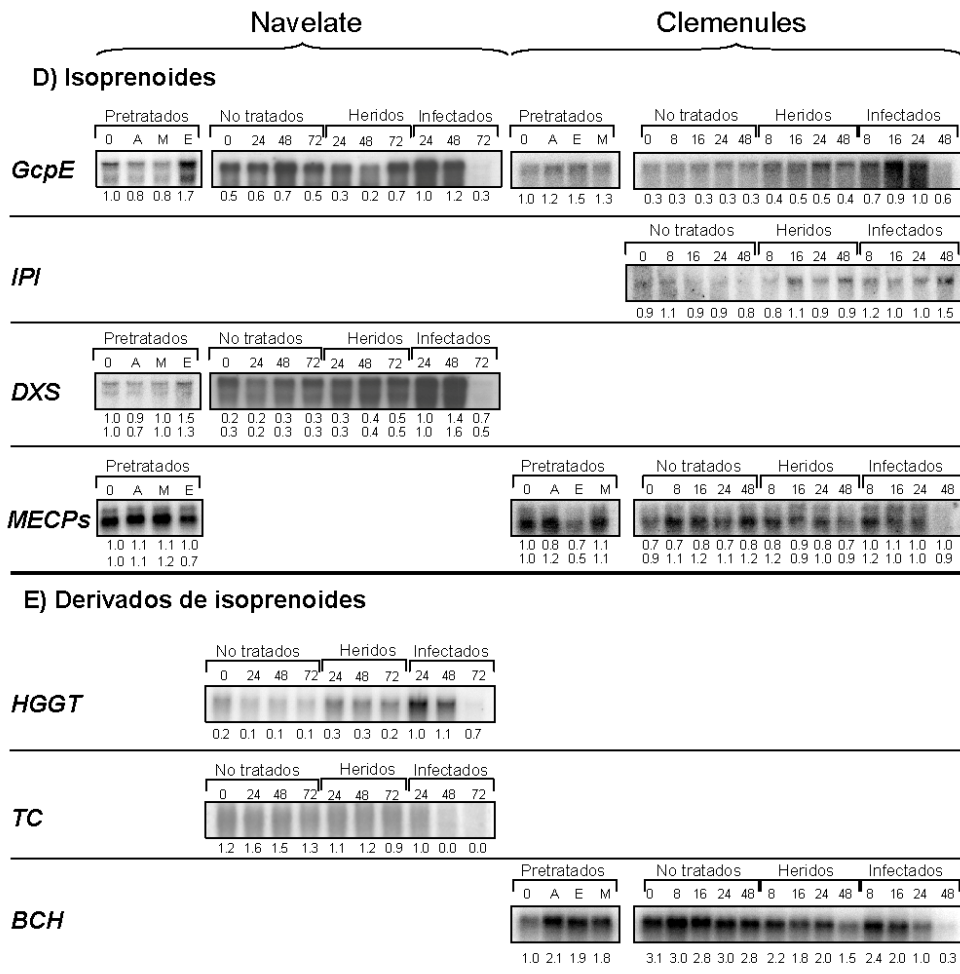 Navelate Clemenules
D) Isoprenoides
Pretratados No tratados Heridos Infectados Pretratados No tratados Heridos Infectados
0 A M E 0 24 48 72 24 48 72 24 48 72 0 A E M 0 8 16 24 48 8 16 24 48 8 16 24 48
GcpE
1.0 0.8 0.8 1.7 0.5 0.6 0.7 0.5 0.3 0.2 0.7 1.0 1.2 0.3 1.0 1.2 1.5 1.3 0.3 0.3 0.3 0.3 0.3 0.4 0.5 0.5 0.4 0.7 0.9 1.0 0.6
No tratados Heridos Infectados
0 8 16 24 48 8 16 24 48 8 16 24 48
IPI
0.9 1.1 0.9 0.9 0.8 0.8 1.1 0.9 0.9 1.2 1.0 1.0 1.5
Pretratados No tratados Heridos Infectados
0 A M E 0 24 48 72 24 48 72 24 48 72
DXS
1.0 0.9 1.0 1.5 0.2 0.2 0.3 0.3 0.3 0.4 0.5 1.0 1.4 0.7
1.0 0.7 1.0 1.3 0.3 0.2 0.3 0.3 0.3 0.4 0.5 1.0 1.6 0.5
Pretratados Pretratados No tratados Heridos Infectados
0 A M E 0 A E M 0 8 16 24 48 8 16 24 48 8 16 24 48
MECPs
1.0 1.1 1.1 1.0 1.0 0.8 0.7 1.1 0.7 0.7 0.8 0.7 0.8 0.8 0.9 0.8 0.7 1.0 1.1 1.0 1.0
1.0 1.1 1.2 0.7 1.0 1.2 0.5 1.1 0.9 1.1 1.2 1.1 1.2 1.2 0.9 1.0 0.9 1.2 1.0 1.0 0.9
E) Derivados de isoprenoides
No tratados Heridos Infectados
0 24 48 72 24 48 72 24 48 72
HGGT
0.2 0.1 0.1 0.1 0.3 0.3 0.2 1.0 1.1 0.7
No tratados Heridos Infectados
0 24 48 72 24 48 72 24 48 72
TC
1.2 1.6 1.5 1.3 1.1 1.2 0.9 1.0 0.0 0.0
Pretratados No tratados Heridos Infectados
0 A E M 0 8 16 24 48 8 16 24 48 8 16 24 48
BCH
1.0 2.1 1.9 1.8 3.1 3.0 2.8 3.0 2.8 2.2 1.8 2.0 1.5 2.4 2.0 1.0 0.3